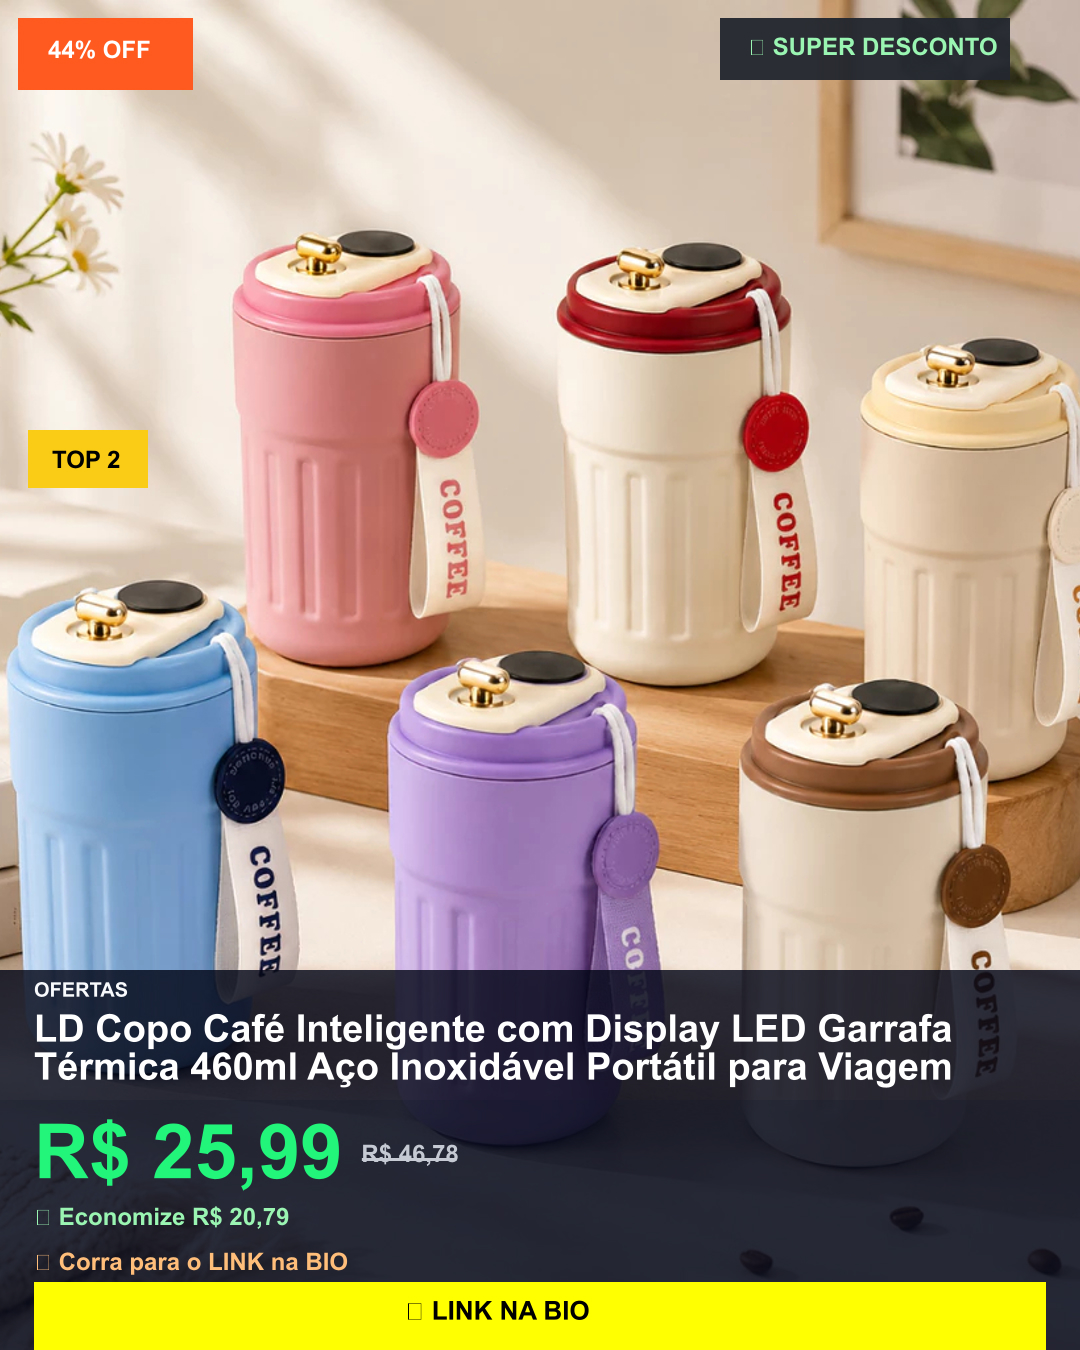 44% OFF
SUPER DESCONTO
COFFEE
COFFEE
TOP 2
COFFEE
COFFEE
COFFEE
OFERTAS
LD Copo Café Inteligente com Display LED Garrafa
Térmica 460ml Aço Inoxidável Portátil para Viagem
R$ 25,99 R$ 46,78
Economize R$ 20,79
Corra para o LINK na BIO
LINK NA BIO